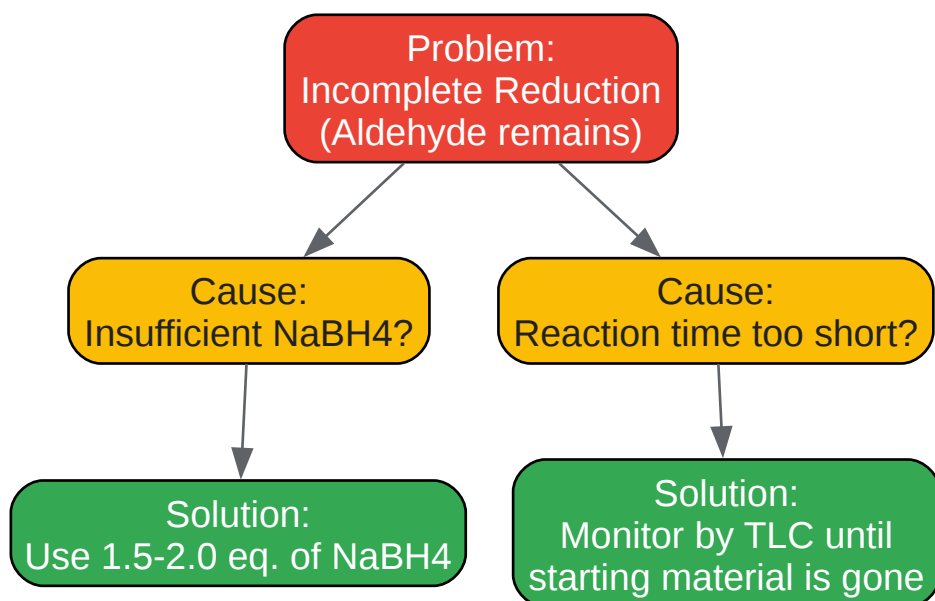 Problem:
Incomplete Reduction
(Aldehyde remains)
Cause:
Insufficient NaBH4?
Cause:
Reaction time too short?
Solution:
Use 1.5-2.0 eq. of NaBH4
Solution:
Monitor by TLC until
starting material is gone